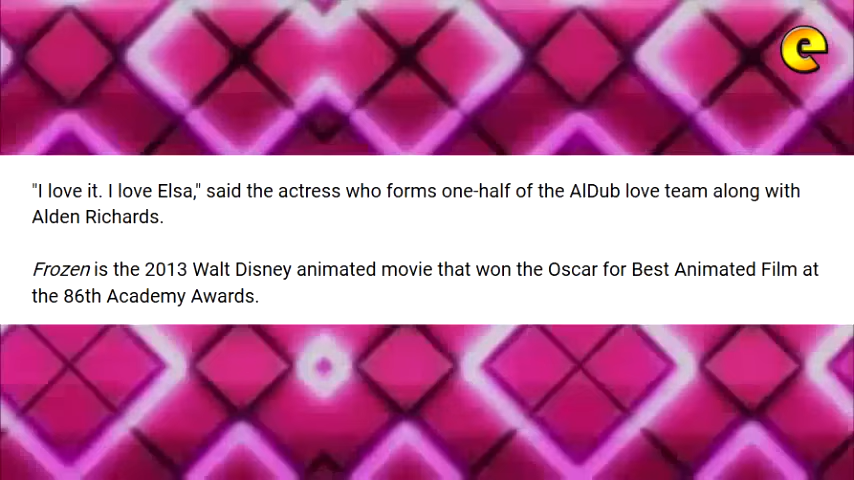 e
"I love it. I love Elsa," said the actress who forms one-half of the AlDub love team along with
Alden Richards.
Frozen is the 2013 Walt Disney animated movie that won the Oscar for Best Animated Film at
the 86th Academy Awards.